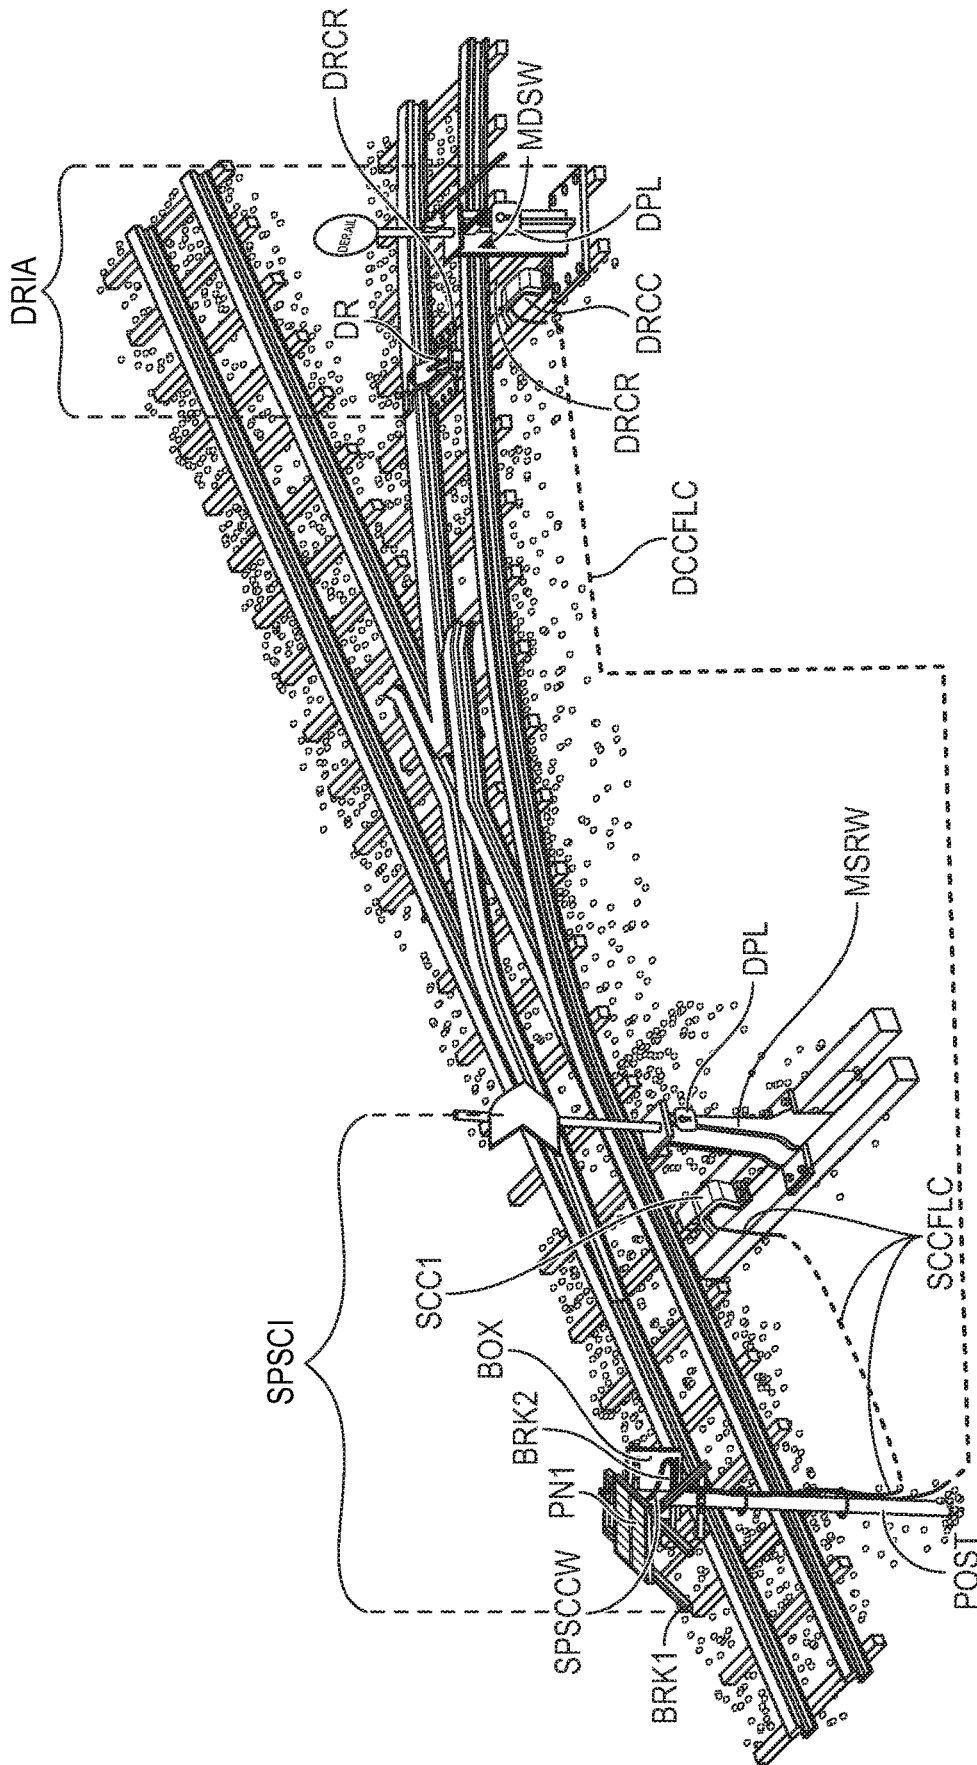 DRIA
DRCR
MDSW
DR
DERAIL
DPL
DRCC
DRCR
DCCFLC
SPSCI
MSRW
DPL
SCC1
SCCFLC
BOX
BRK2
PN1
SPSCCW
BRK1
POST